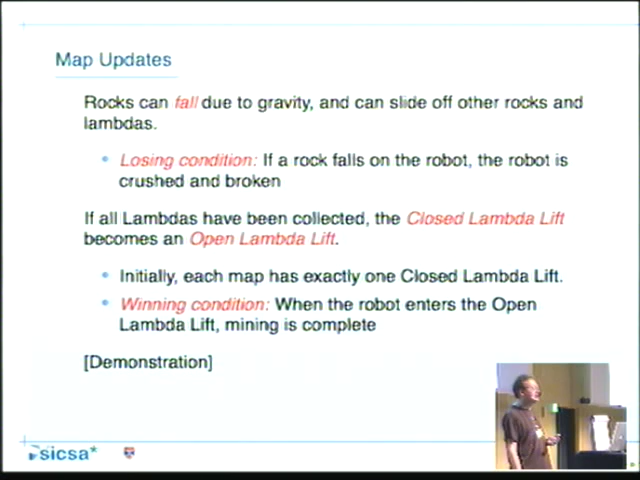 Map Updates
Rocks can fall due to gravity, and can slide off other rocks and
lambdas.
Losing condition: If a rock falls on the robot, the robot is
crushed and broken
If all Lambdas have been collected, the Closed Lambda Lift
becomes an Open Lambda Lift.
Initially, each map has exactly one Closed Lambda Lift.
Winning condition: When the robot enters the Open
Lambda Lift, mining is complete
[Demonstration]
sicsa*